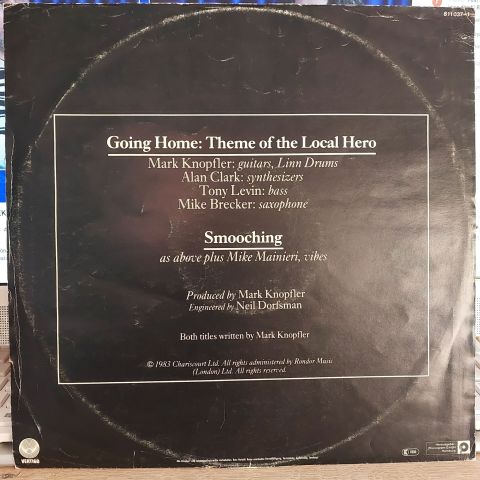 811 037-1
Going Home: Theme of the Local Hero
Mark Knopfler: guitars, Linn Drums
Alan Clark: synthesizers
Tony Levin: bass
Mike Brecker: saxophone
Smooching
as above plus Mike Mainieri, vibes
Produced by Mark Knopfler
Engineered by Neil Dorfsman
Both titles written by Mark Knopfler
© 1983 Chariscourt Ltd. All rights administered by Rondor Music
(London) Ltd. All rights reserved.
VERTIGO